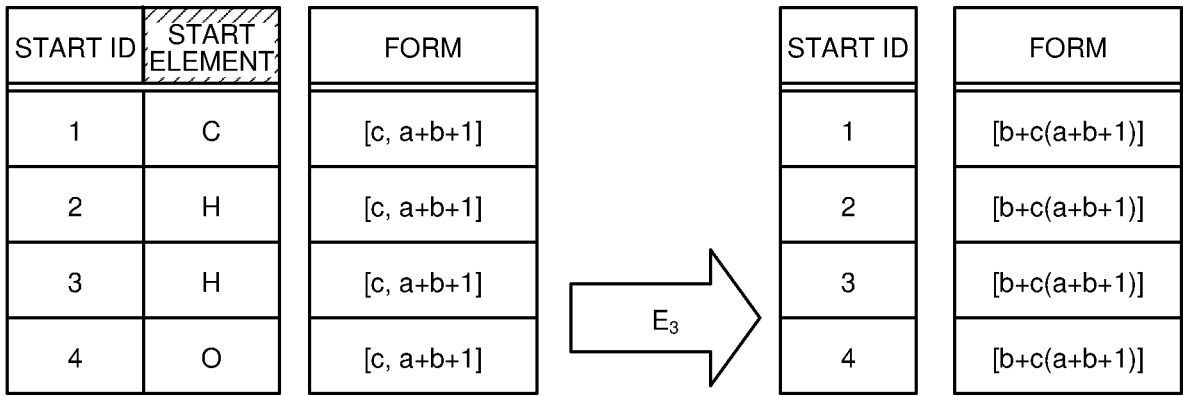 START ID START ELEMENT FORM START ID FORM
1 C [c, a+b+1] 1 [b+c(a+b+1)]
2 H [c, a+b+1] 2 [b+c(a+b+1)]
3 H [c, a+b+1] 3 [b+c(a+b+1)]
E₃
4 O [c, a+b+1] 4 [b+c(a+b+1)]